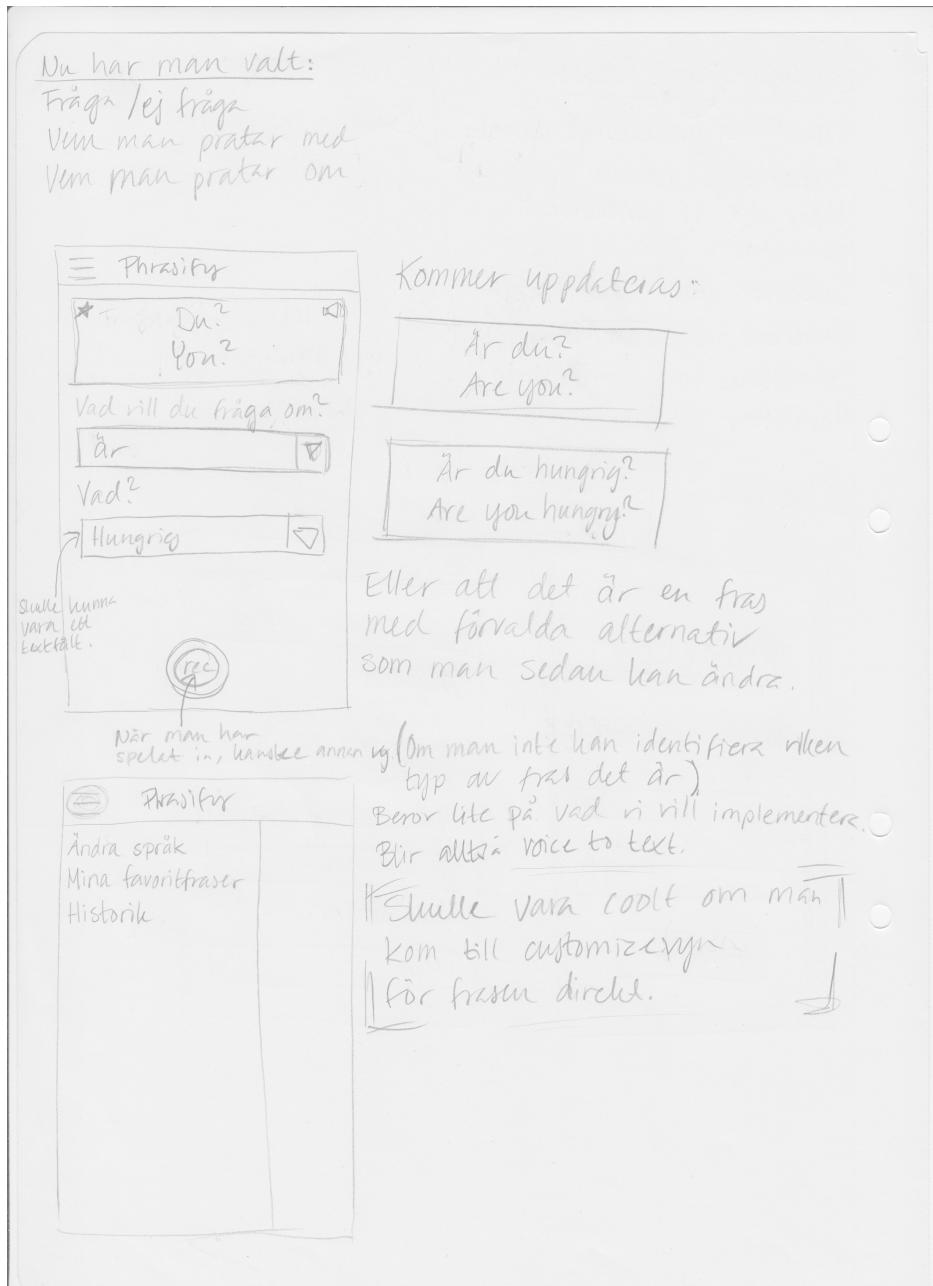 Nu har man valt:
Fråga /ej fråga
Vem man pratar med
Vem man pratar om
Phrasify
Du?
You?
Vad vill du fråga om?
är
Vad?
Hungrig
Skulle kunna
vara ett
textfält.
rec
När man har
spelat in, kanske annan vy
Kommer uppdateras:
Är du?
Are you?
Är du hungrig?
Are you hungry?
Eller att det är en fras
med förvalda alternativ
som man sedan kan ändra.
(Om man inte kan identifiera vilken
typ av fras det är)
Beror lite på vad vi vill implementera.
Blir alltså voice to text.
Skulle vara coolt om man
kom till customizevyn
för frasen direkt.
Phrasify
Ändra språk
Mina favoritfraser
Historik